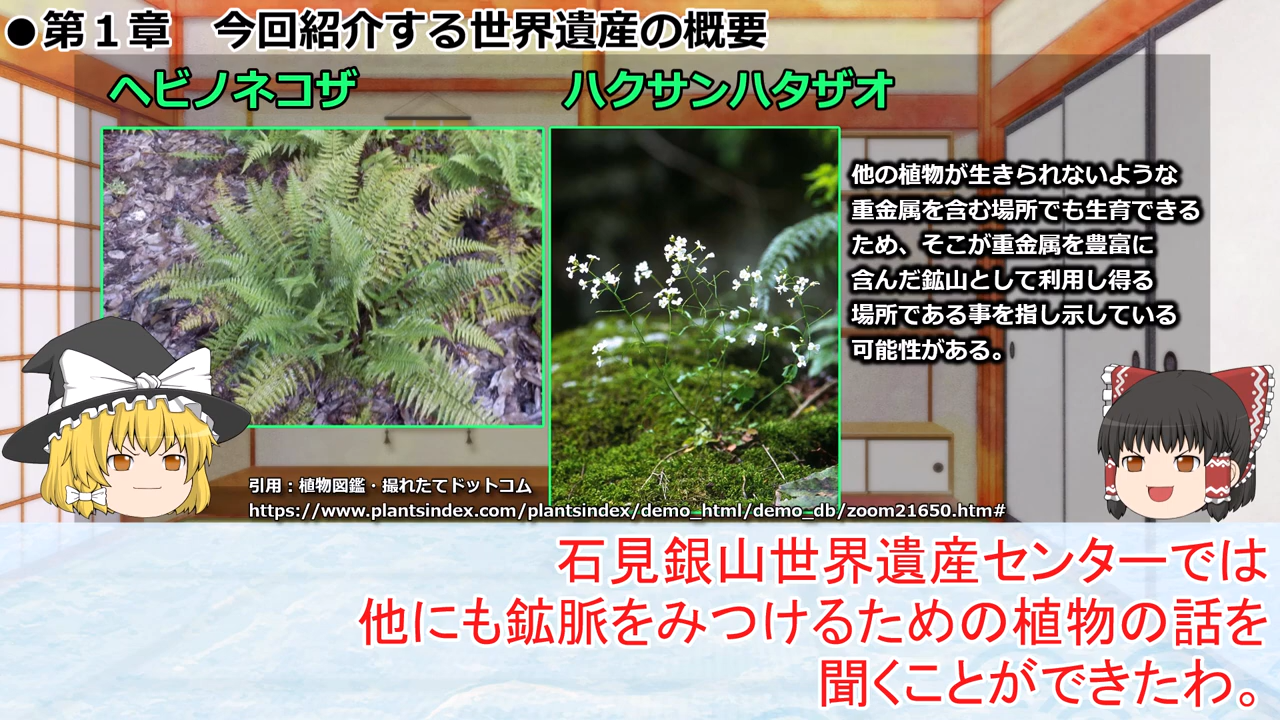 ●第１章　今回紹介する世界遺産の概要
ヘビノネコザ
ハクサンハタザオ
他の植物が生きられないような
重金属を含む場所でも生育できる
ため、そこが重金属を豊富に
含んだ鉱山として利用し得る
場所である事を指し示している
可能性がある。
引用：植物図鑑・撮れたてドットコム
https://www.plantsindex.com/plantsindex/demo_html/demo_db/zoom21650.htm#
石見銀山世界遺産センターでは
他にも鉱脈をみつけるための植物の話を
聞くことができたわ。